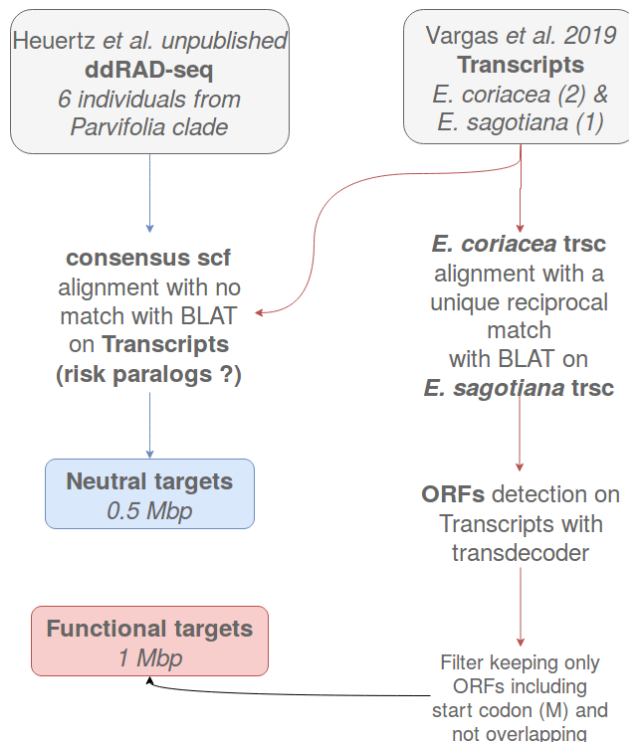 Heuertz et al. unpublished
ddRAD-seq
6 individuals from
Parvifolia clade
Vargas et al. 2019
Transcripts
E. coriacea (2) &
E. sagotiana (1)
consensus scf
alignment with no
match with BLAT
on Transcripts
(risk paralogs ?)
E. coriacea trsc
alignment with a
unique reciprocal
match
with BLAT on
E. sagotiana trsc
Neutral targets
0.5 Mbp
ORFs detection on
Transcripts with
transdecoder
Functional targets
1 Mbp
Filter keeping only
ORFs including
start codon (M) and
not overlapping